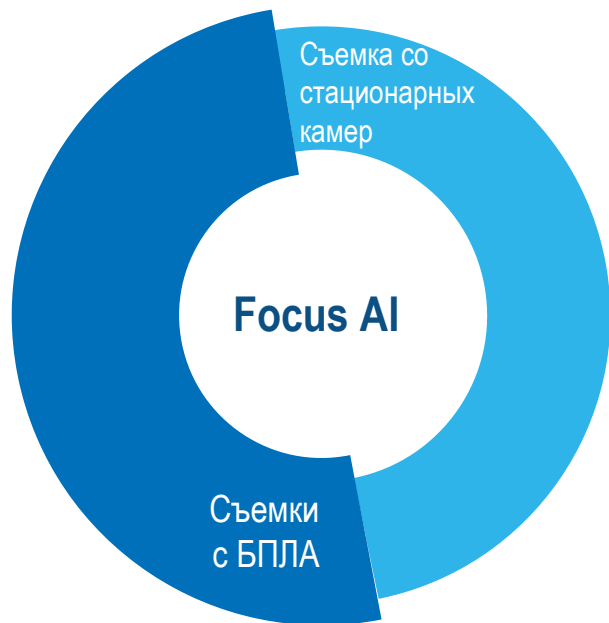 Съемка со
стационарных
камер
Focus AI
Съемки
с БПЛА